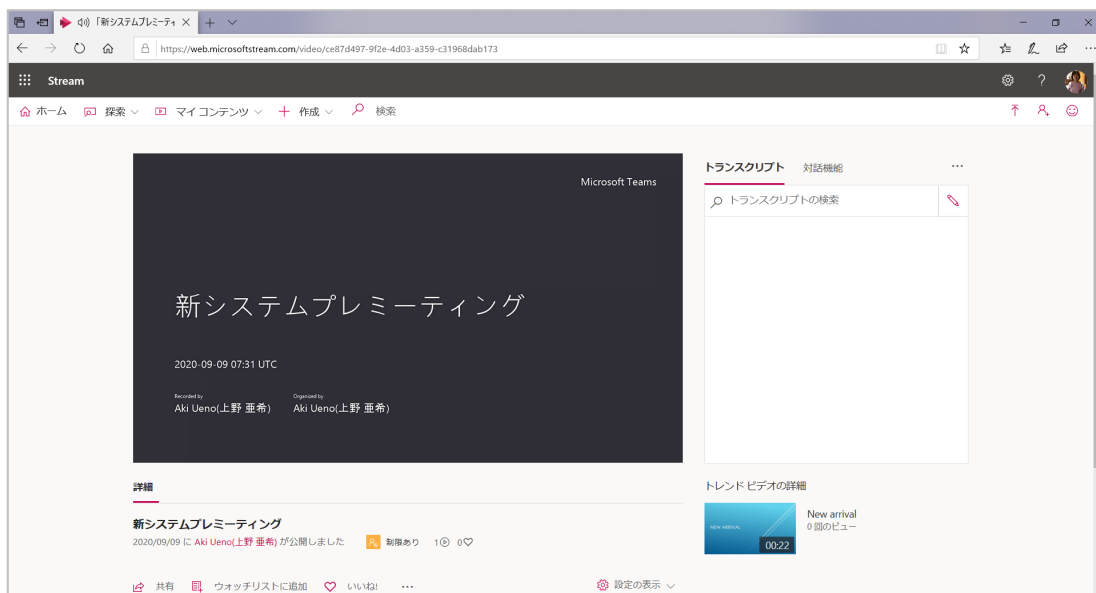 「新システムプレミーティ
https://web.microsoftstream.com/video/ce87d497-9f2e-4d03-a359-c31968dab173
Stream
ホーム 探索 マイ コンテンツ 作成 検索
Microsoft Teams
新システムプレミーティング
2020-09-09 07:31 UTC
Recorded by Organized by
Aki Ueno(上野 亜希) Aki Ueno(上野 亜希)
トランスクリプト 対話機能 …
トランスクリプトの検索
詳細
新システムプレミーティング
2020/09/09 に Aki Ueno(上野 亜希) が公開しました 制限あり 1 0
共有 ウォッチリストに追加 いいね! … 設定の表示
トレンド ビデオの詳細
NEW ARRIVAL
00:22
New arrival
0 回のビュー